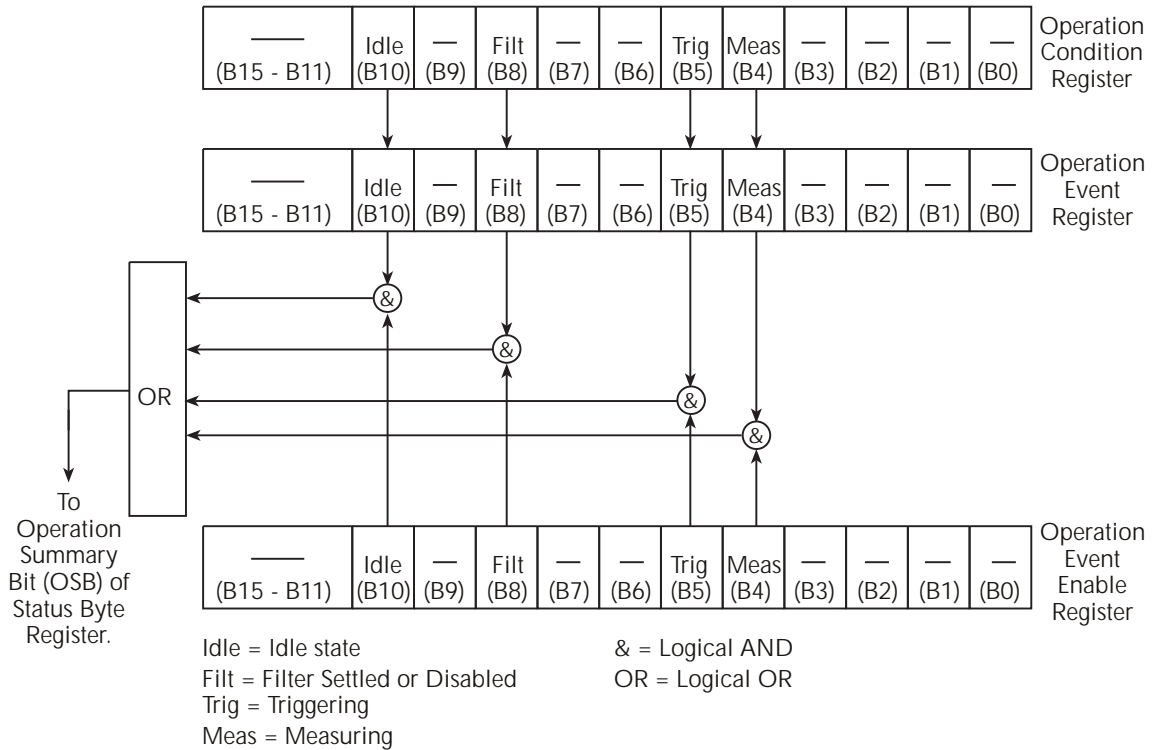 Idle Filt Trig Meas
(B15 - B11) (B10) (B9) (B8) (B7) (B6) (B5) (B4) (B3) (B2) (B1) (B0)
Operation
Condition
Register
Idle Filt Trig Meas
(B15 - B11) (B10) (B9) (B8) (B7) (B6) (B5) (B4) (B3) (B2) (B1) (B0)
Operation
Event
Register
&
&
OR
&
&
To
Operation
Summary
Bit (OSB) of
Status Byte
Register.
Idle Filt Trig Meas
(B15 - B11) (B10) (B9) (B8) (B7) (B6) (B5) (B4) (B3) (B2) (B1) (B0)
Operation
Event
Enable
Register
Idle = Idle state
Filt = Filter Settled or Disabled
Trig = Triggering
Meas = Measuring
& = Logical AND
OR = Logical OR